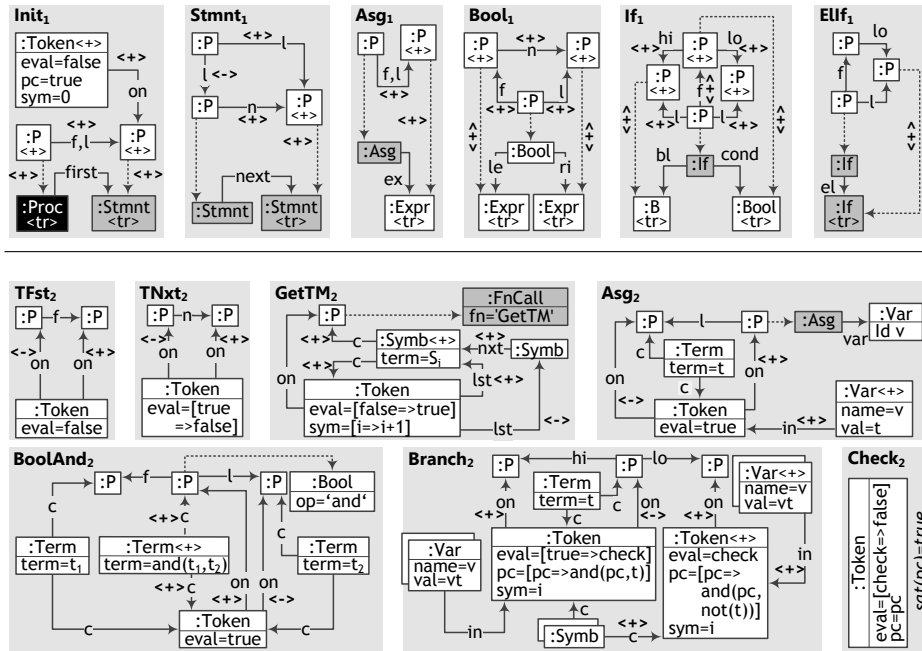 Init₁
:Token<+>
eval=false
pc=true
sym=0
<+>
on
:P
<+>
<+>
f,l
:P
<+>
<+>
first
<+>
:Proc
<tr>
:Stmnt
<tr>
Stmnt₁
:P
<+>
l
l
<->
:P
n
<+>
:P
<+>
<+>
next
:Stmnt
:Stmnt
<tr>
Asg₁
<+>
:P
:P
<+>
f,l
<+>
<+>
:Asg
ex
:Expr
<tr>
Bool₁
:P
<+>
<+>
n
:P
<+>
f
l
<+>
:P
<+>
<+>
<+>
:Bool
le
ri
:Expr
<tr>
:Expr
<tr>
If₁
<+>
hi
:P
<+>
lo
<+>
:P
<+>
f
<+>
:P
<+>
<+>
l
:P
l
<+>
<+>
<+>
bl
:If
cond
:B
<tr>
:Bool
<tr>
ElIf₁
:P
lo
f
:P
:P
l
:If
el
:If
<tr>
<+>
TFst₂
:P
f
:P
<->
<+>
on
on
:Token
eval=false
TNxt₂
:P
n
:P
<->
<+>
on
on
:Token
eval=[true
=>false]
GetTM₂
:P
:FnCall
fn='GetTM'
<+>
c
:Symb<+>
term=Sᵢ
<+>
nxt
:Symb
<+>
c
on
lst
<+>
:Token
eval=[false=>true]
sym=[i=>i+1]
lst
<->
Asg₂
:P
l
:P
:Asg
var
:Var
Id v
c
:Term
term=t
c
on
<->
on
<+>
:Token
eval=true
in
<+>
:Var<+>
name=v
val=t
BoolAnd₂
:P
f
:P
l
:P
:Bool
op='and'
c
<+>
c
c
:Term
term=t₁
:Term<+>
term=and(t₁,t₂)
:Term
term=t₂
<+>
c
on
<+>
on
<->
c
:Token
eval=true
c
Branch₂
:P
hi
:P
lo
:P
:Var<+>
name=v
val=vt
:Term
term=t
c
on
<+>
c
on
<->
on
<+>
:Token
eval=[true=>check]
pc=[pc=>and(pc,t)]
sym=i
:Token<+>
eval=check
pc=[pc=>
and(pc,
not(t))]
sym=i
in
<+>
:Var
name=v
val=vt
in
c
:Symb
<+>
c
Check₂
:Token
eval=[check=>false]
pc=pc
sat(pc)=true